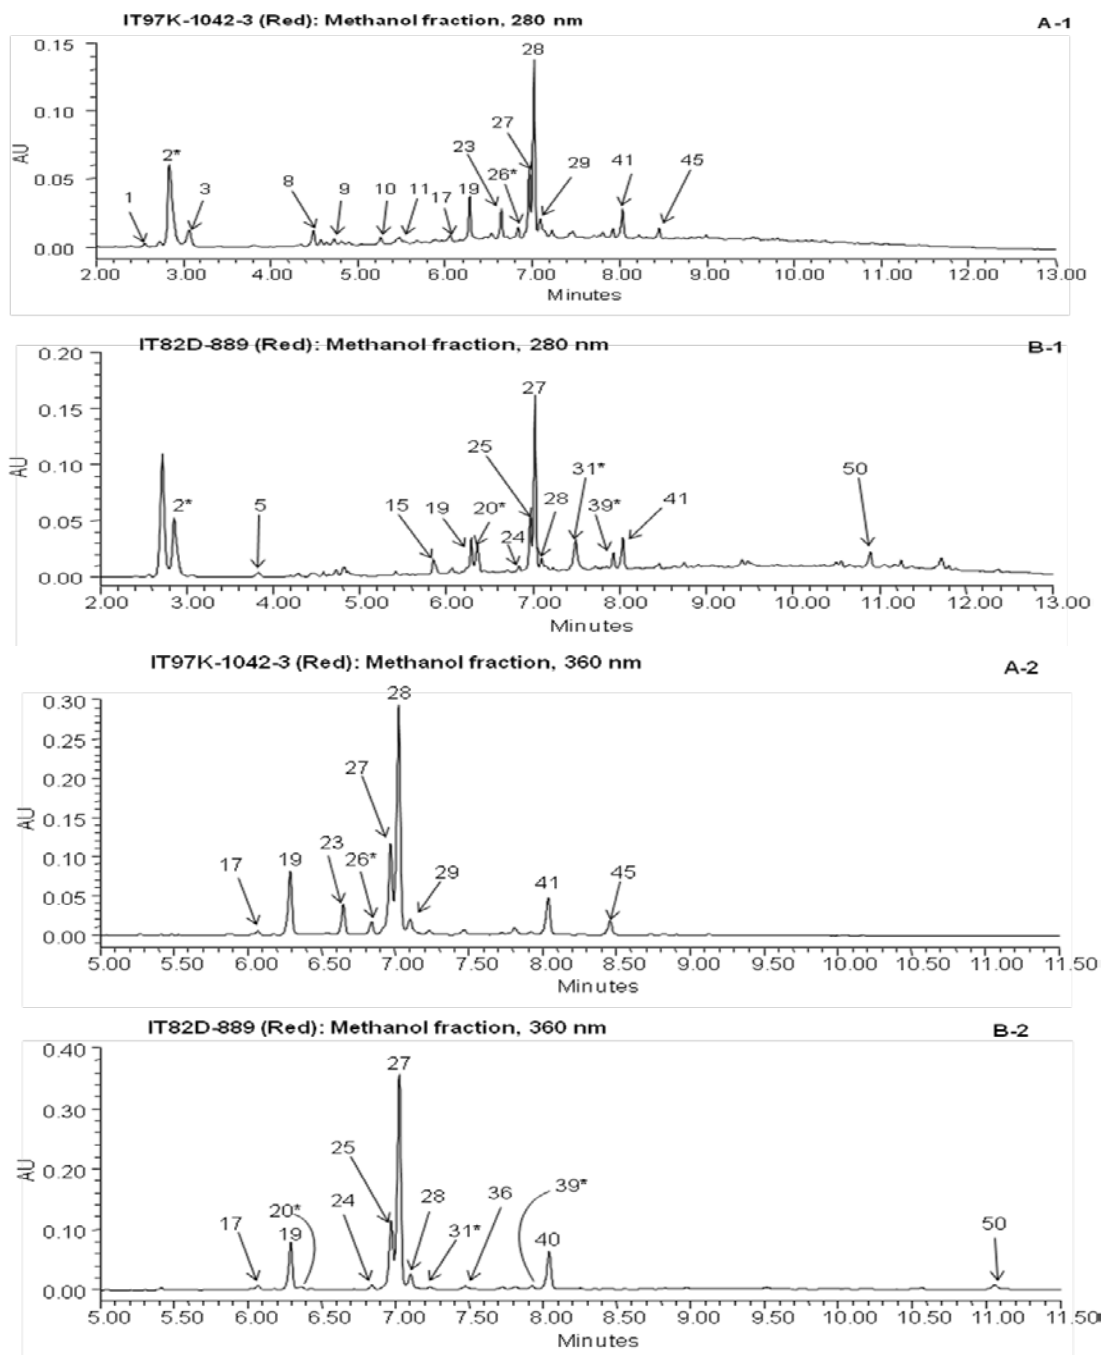 IT97K-1042-3 (Red): Methanol fraction, 280 nm A-1
0.15
0.10
0.05
0.00
AU
1 2* 3 8 9 10 11 17 19 23 26* 27 28 29 41 45
2.00 3.00 4.00 5.00 6.00 7.00 8.00 9.00 10.00 11.00 12.00 13.00
Minutes
IT82D-889 (Red): Methanol fraction, 280 nm B-1
0.20
0.15
0.10
0.05
0.00
AU
2* 5 15 19 20* 24 25 27 28 31* 39* 41 50
2.00 3.00 4.00 5.00 6.00 7.00 8.00 9.00 10.00 11.00 12.00 13.00
Minutes
IT97K-1042-3 (Red): Methanol fraction, 360 nm A-2
0.30
0.25
0.20
0.15
0.10
0.05
0.00
AU
17 19 23 26* 27 28 29 41 45
5.00 5.50 6.00 6.50 7.00 7.50 8.00 8.50 9.00 9.50 10.00 10.50 11.00 11.50
Minutes
IT82D-889 (Red): Methanol fraction, 360 nm B-2
0.40
0.30
0.20
0.10
0.00
AU
17 20* 19 24 25 27 28 31* 36 39* 40 50
5.00 5.50 6.00 6.50 7.00 7.50 8.00 8.50 9.00 9.50 10.00 10.50 11.00 11.50
Minutes